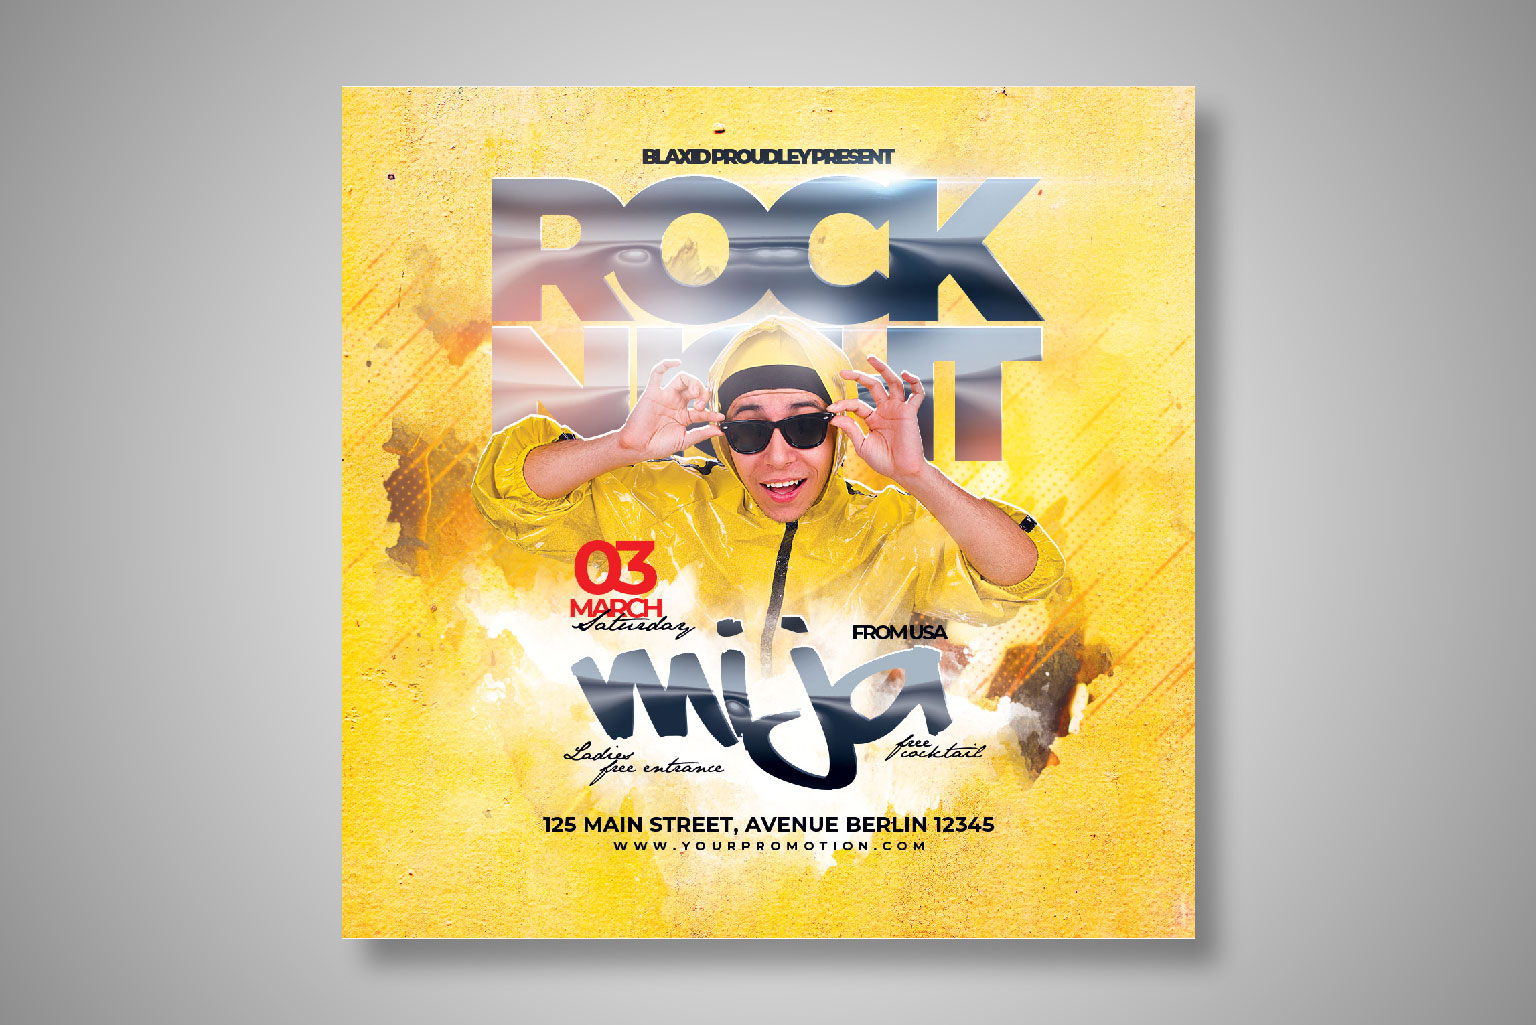 BLAXID PROUDLEY PRESENT
ROCK
NIGHT
03
MARCH
Saturday
FROM USA
mija
Ladies
free entrance
free
cocktail
125 MAIN STREET, AVENUE BERLIN 12345
WWW.YOURPROMOTION.COM